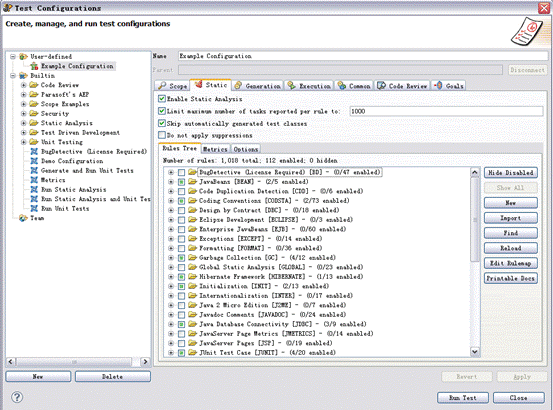 Test Configurations
Create, manage, and run test configurations
User-defined
Example Configuration
Builtin
Code Review
Parasoft's AEP
Scope Examples
Security
Static Analysis
Test Driven Development
Unit Testing
BugDetective (License Required)
Demo Configuration
Generate and Run Unit Tests
Metrics
Run Static Analysis
Run Static Analysis and Unit Tes
Run Unit Tests
Team
New
Delete
Name
Example Configuration
Parent
Disconnect
Scope
Static
Generation
Execution
Common
Code Review
Goals
Enable Static Analysis
Limit maximum number of tasks reported per rule to:
1000
Skip automatically generated test classes
Do not apply suppressions
Rules Tree
Metrics
Options
Number of rules: 1,018 total; 112 enabled; 0 hidden
BugDetective (License Required) [BD] - (0/47 enabled)
JavaBeans [BEAN] - (2/5 enabled)
Code Duplication Detection [CDD] - (0/6 enabled)
Coding Conventions [CODSTA] - (2/73 enabled)
Design by Contract [DBC] - (0/18 enabled)
Eclipse Development [ECLIPSE] - (0/3 enabled)
Enterprise JavaBeans [EJB] - (0/60 enabled)
Exceptions [EXCEPT] - (0/14 enabled)
Formatting [FORMAT] - (0/36 enabled)
Garbage Collection [GC] - (4/12 enabled)
Global Static Analysis [GLOBAL] - (0/23 enabled)
Hibernate Framework [HIBERNATE] - (1/13 enabled)
Initialization [INIT] - (2/13 enabled)
Internationalization [INTER] - (0/17 enabled)
Java 2 Micro Edition [J2ME] - (0/7 enabled)
Javadoc Comments [JAVADOC] - (0/24 enabled)
Java Database Connectivity [JDBC] - (3/9 enabled)
JavaServer Page Metrics [JMETRICS] - (0/14 enabled)
JavaServer Pages [JSP] - (0/19 enabled)
JUnit Test Case [JUNIT] - (4/20 enabled)
Hide Disabled
Show All
New
Import
Find
Reload
Edit Rulemap
Printable Docs
Revert
Apply
Run Test
Close